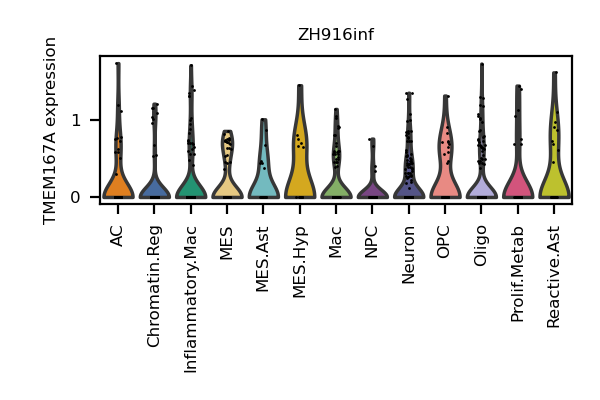 ZH916inf
TMEM167A expression
1
0
AC
Chromatin.Reg
Inflammatory.Mac
MES
MES.Ast
MES.Hyp
Mac
NPC
Neuron
OPC
Oligo
Prolif.Metab
Reactive.Ast